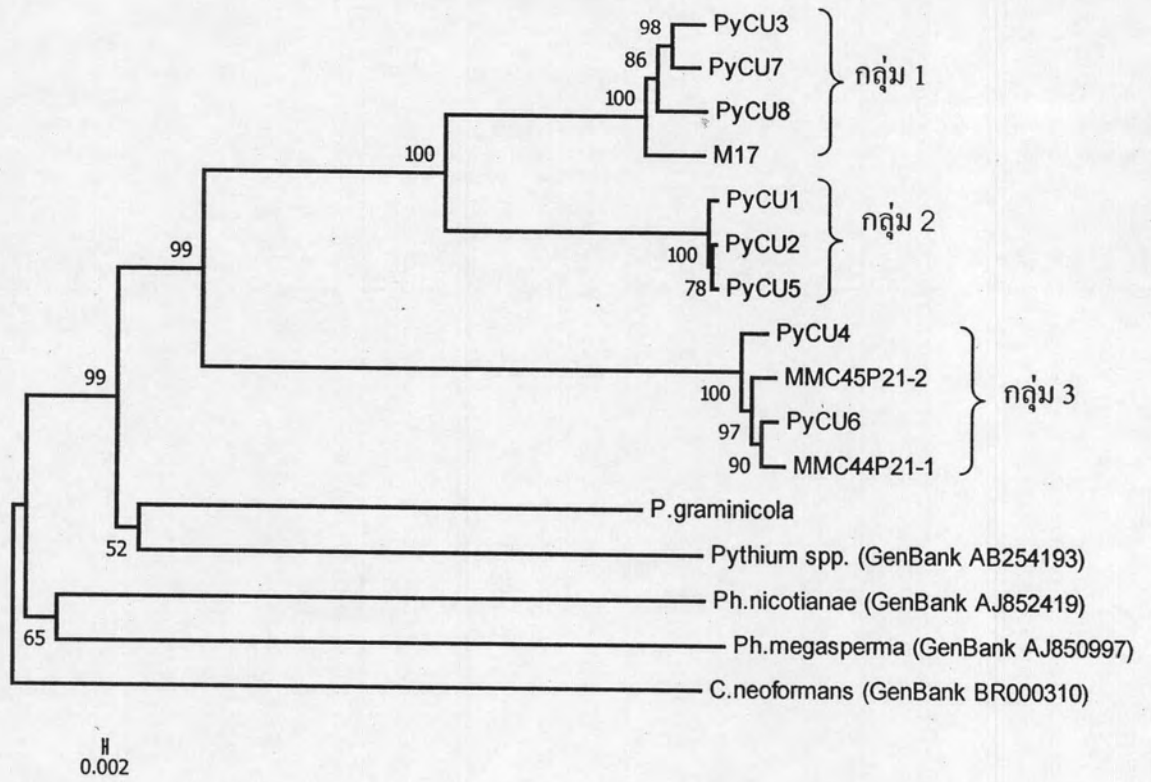 98
PyCU3
86
PyCU7
กลุ่ม 1
100
PyCU8
M17
100
PyCU1
PyCU2
กลุ่ม 2
100
78
PyCU5
99
PyCU4
MMC45P21-2
100
กลุ่ม 3
PyCU6
97
90
MMC44P21-1
99
P.graminicola
52
Pythium spp. (GenBank AB254193)
Ph.nicotianae (GenBank AJ852419)
65
Ph.megasperma (GenBank AJ850997)
C.neoformans (GenBank BR000310)
0.002